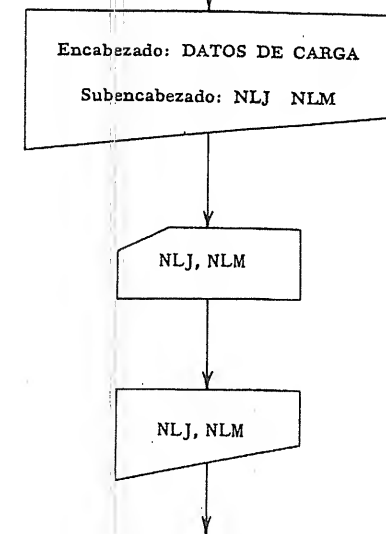 Encabezado: DATOS DE CARGA
Subencabezado: NLJ NLM
NLJ, NLM
NLJ, NLM